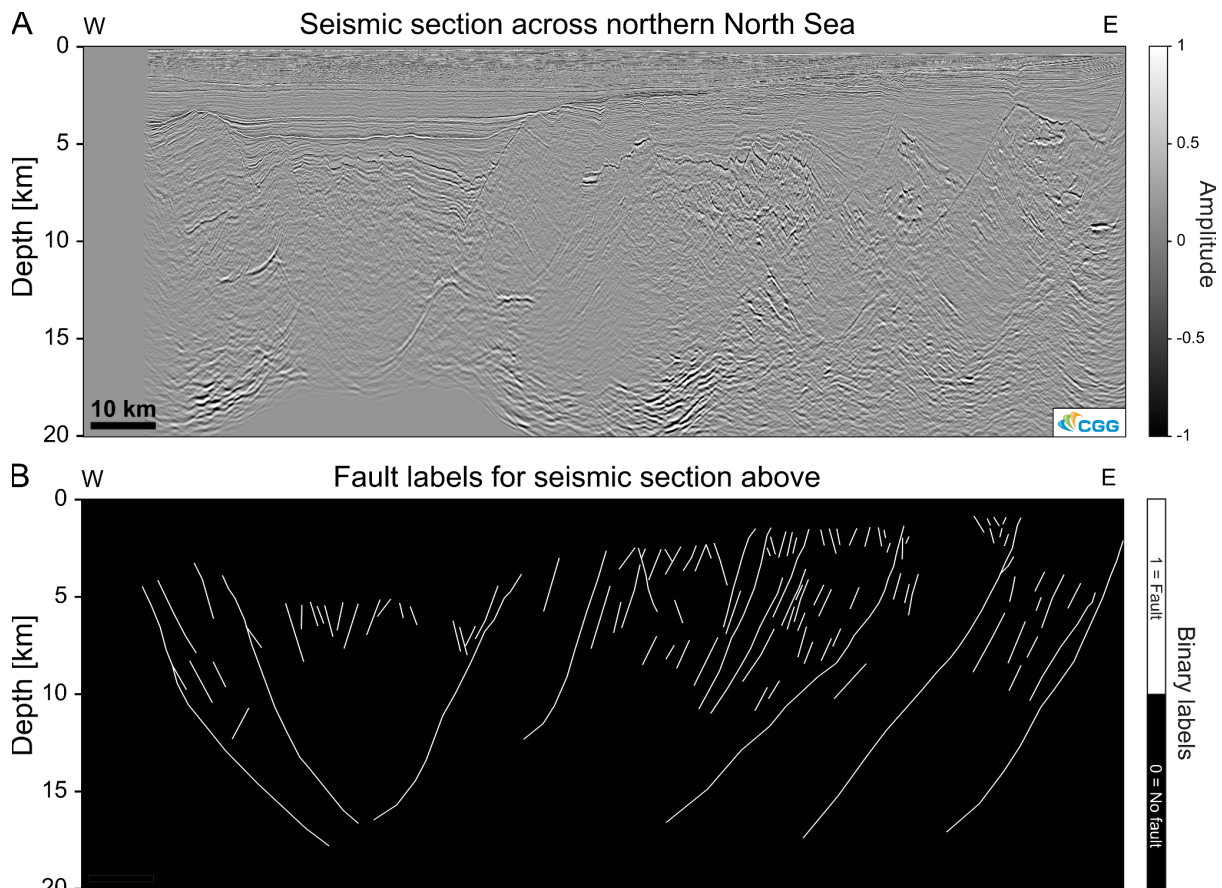 A W Seismic section across northern North Sea E
0
5
10
15
20
Depth [km]
10 km
CGG
1
0.5
0
-0.5
-1
Amplitude
B W Fault labels for seismic section above E
0
5
10
15
20
Depth [km]
1 = Fault
0 = No fault
Binary labels